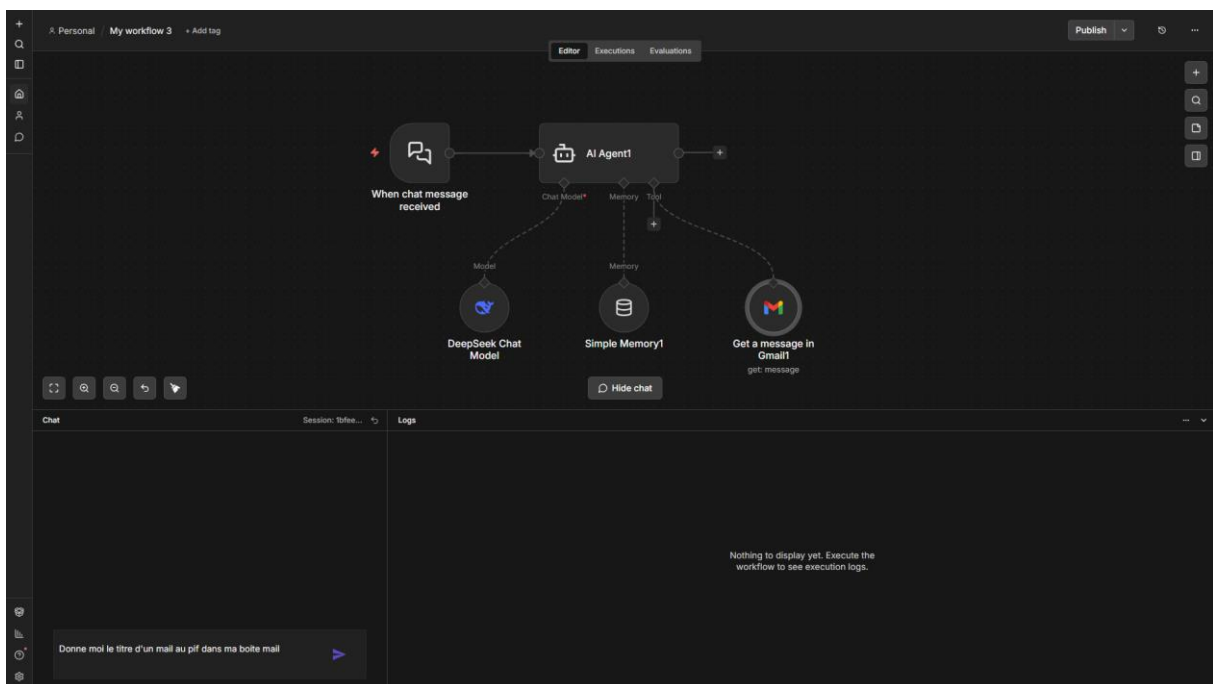 Personal / My workflow 3 + Add tag
Publish
Editor Executions Evaluations
AI Agent1
When chat message
received
Chat Model*
Memory
Tool
Model
Memory
DeepSeek Chat
Model
Simple Memory1
Get a message in
Gmail1
get: message
Hide chat
Chat
Session: 1bfee...
Logs
Nothing to display yet. Execute the
workflow to see execution logs.
Donne moi le titre d'un mail au pif dans ma boite mail